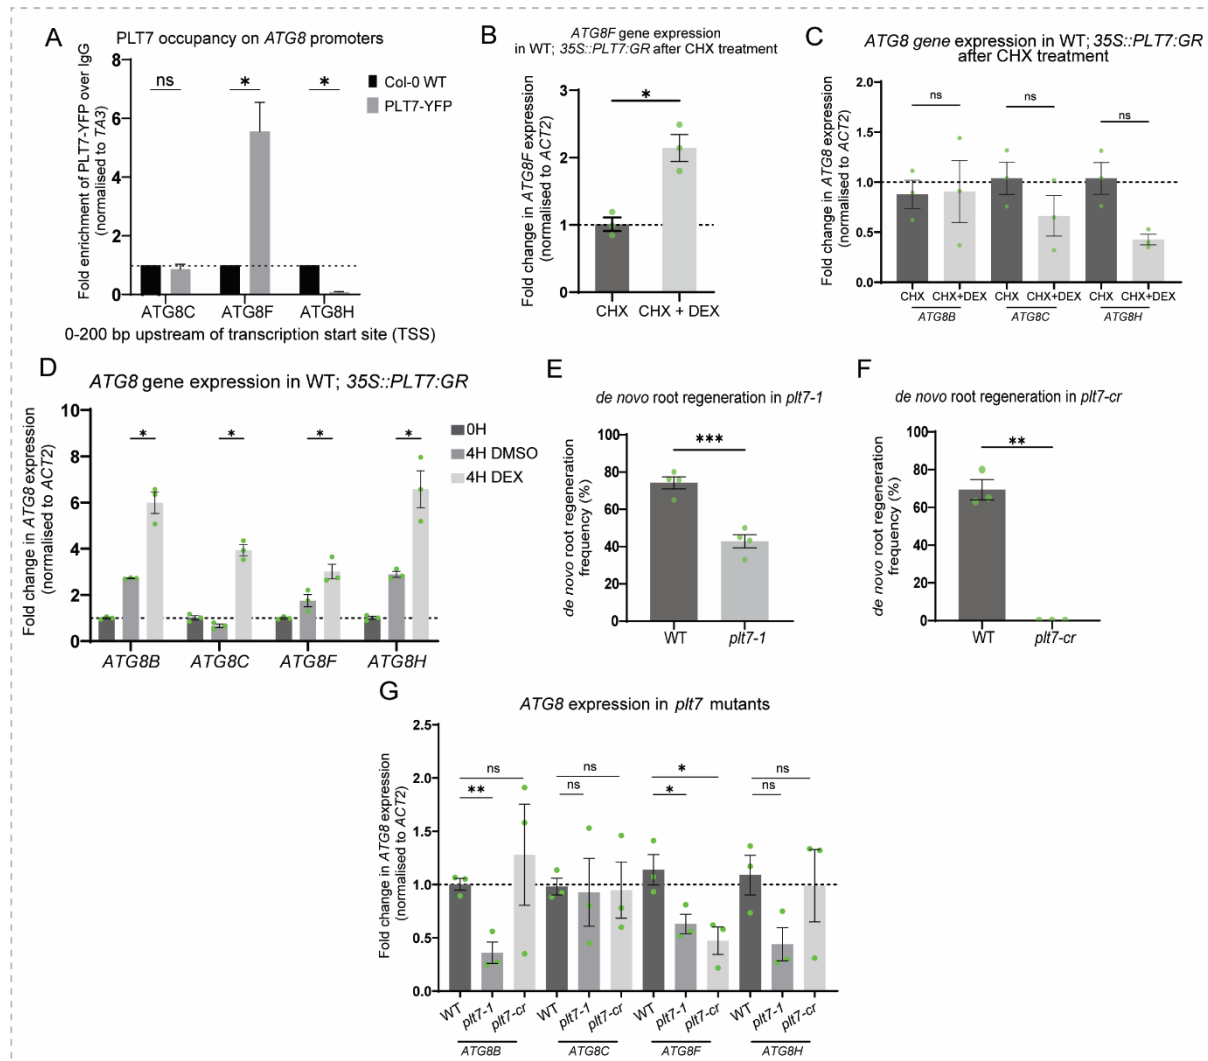 A
PLT7 occupancy on ATG8 promoters
Fold enrichment of PLT7-YFP over IgG
(normalised to TA3)
8
6
4
2
0
ns
*
*
Col-0 WT
PLT7-YFP
ATG8C ATG8F ATG8H
0-200 bp upstream of transcription start site (TSS)
B
ATG8F gene expression
in WT; 35S::PLT7:GR after CHX treatment
Fold change in ATG8F expression
(normalised to ACT2)
3
2
1
0
*
CHX CHX + DEX
C
ATG8 gene expression in WT; 35S::PLT7:GR
after CHX treatment
Fold change in ATG8 expression
(normalised to ACT2)
2.0
1.5
1.0
0.5
0.0
ns
ns
ns
CHX CHX+DEX CHX CHX+DEX CHX CHX+DEX
ATG8B ATG8C ATG8H
D
ATG8 gene expression in WT; 35S::PLT7:GR
Fold change in ATG8 expression
(normalised to ACT2)
10
8
6
4
2
0
*
*
*
*
0H
4H DMSO
4H DEX
ATG8B ATG8C ATG8F ATG8H
E
de novo root regeneration in plt7-1
de novo root regeneration
frequency (%)
100
80
60
40
20
0
***
WT plt7-1
F
de novo root regeneration in plt7-cr
de novo root regeneration
frequency (%)
100
80
60
40
20
0
**
WT plt7-cr
G
ATG8 expression in plt7 mutants
Fold change in ATG8 expression
(normalised to ACT2)
2.5
2.0
1.5
1.0
0.5
0.0
ns
**
ns
ns
*
*
ns
ns
WT plt7-1 plt7-cr WT plt7-1 plt7-cr WT plt7-1 plt7-cr WT plt7-1 plt7-cr
ATG8B ATG8C ATG8F ATG8H